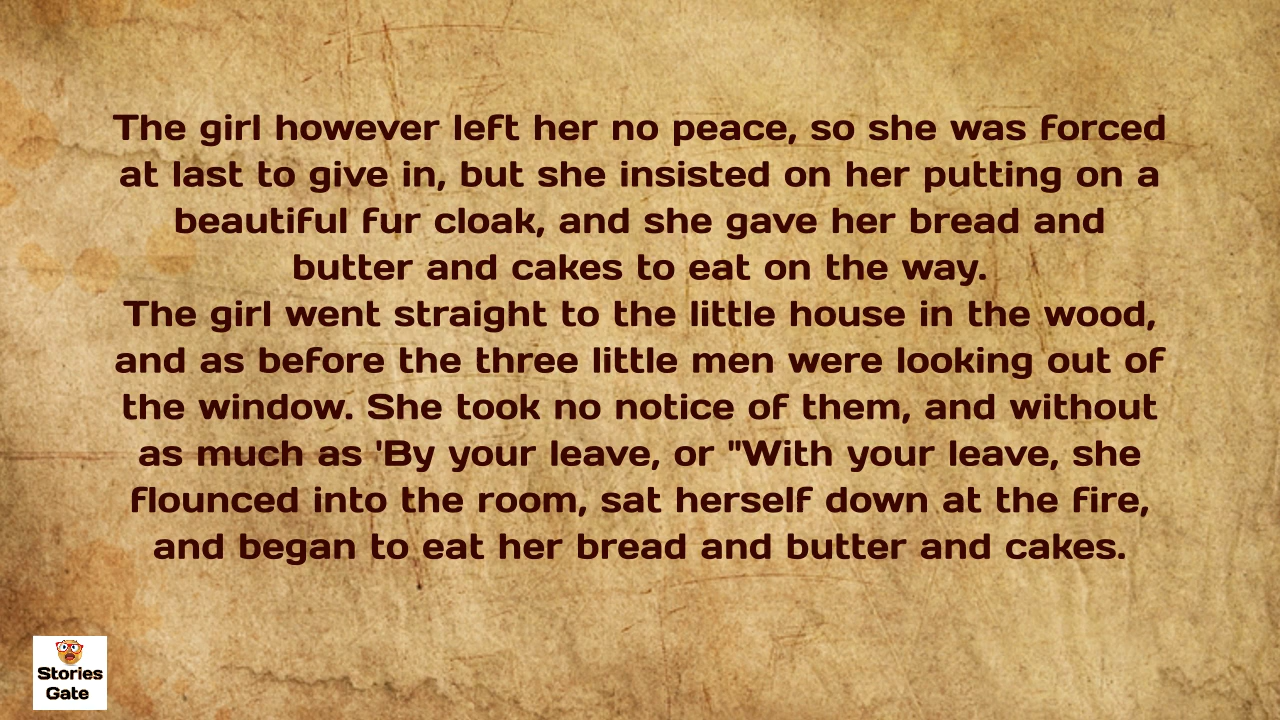 The girl however left her no peace, so she was forced
at last to give in, but she insisted on her putting on a
beautiful fur cloak, and she gave her bread and
butter and cakes to eat on the way.
The girl went straight to the little house in the wood,
and as before the three little men were looking out of
the window. She took no notice of them, and without
as much as 'By your leave, or "With your leave, she
flounced into the room, sat herself down at the fire,
and began to eat her bread and butter and cakes.
Stories
Gate